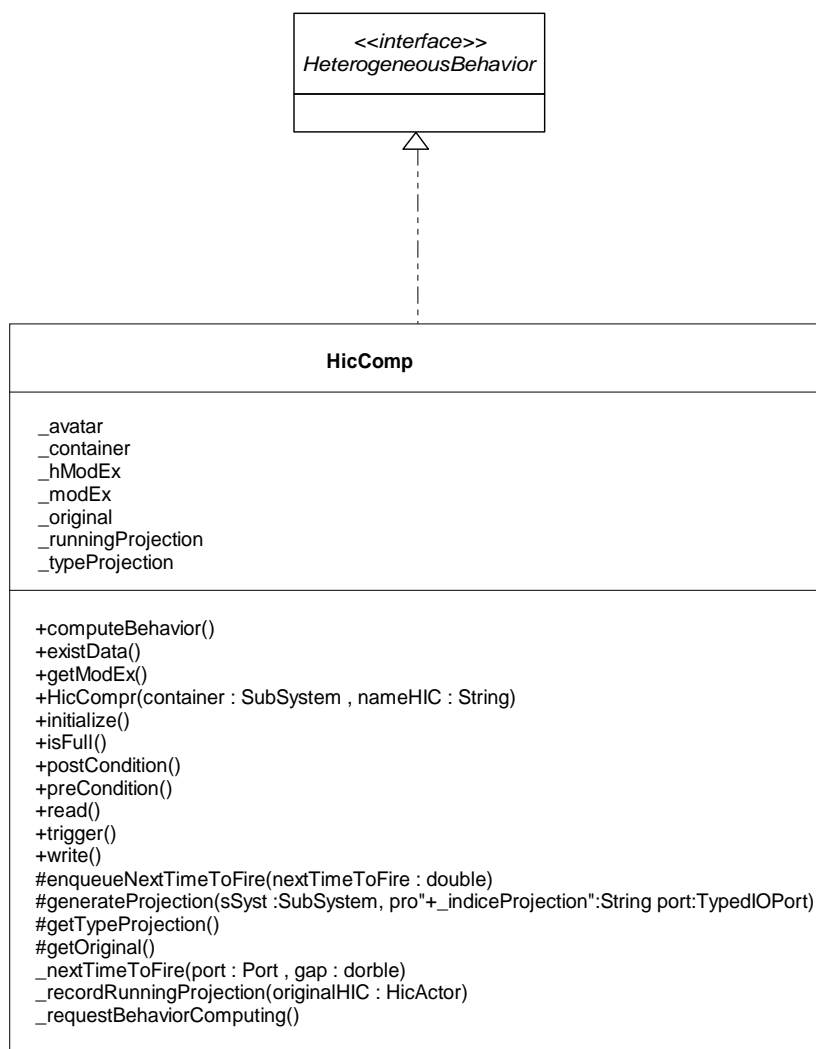 <<interface>>
HeterogeneousBehavior
HicComp
_avatar
_container
_hModEx
_modEx
_original
_runningProjection
_typeProjection
+computeBehavior()
+existData()
+getModEx()
+HicCompr(container : SubSystem , nameHIC : String)
+initialize()
+isFull()
+postCondition()
+preCondition()
+read()
+trigger()
+write()
#enqueueNextTimeToFire(nextTimeToFire : double)
#generateProjection(sSyst :SubSystem, pro"+_indiceProjection":String port:TypedIOPort)
#getTypeProjection()
#getOriginal()
_nextTimeToFire(port : Port , gap : dorble)
_recordRunningProjection(originalHIC : HicActor)
_requestBehaviorComputing()